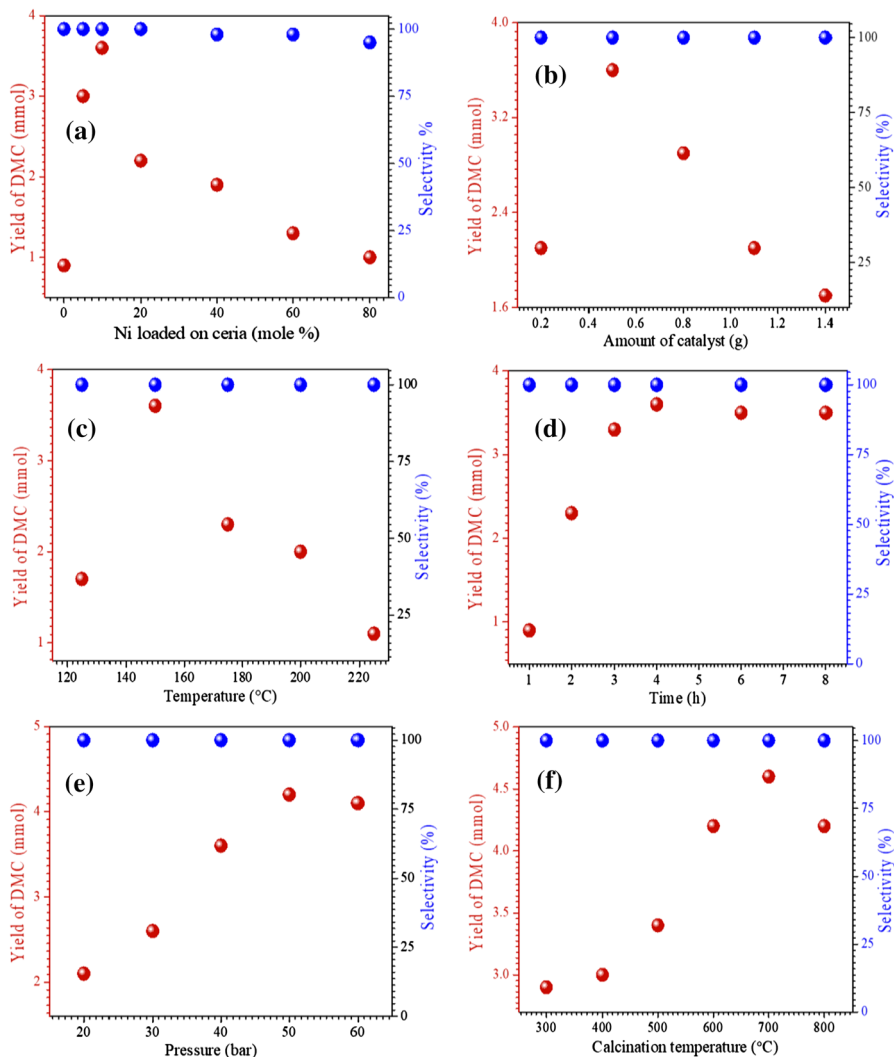 4
3
2
1
Yield of DMC (mmol)
(a)
100
75
50
25
0
Selectvity %
0 20 40 60 80
Ni loaded on ceria (mole %)
4.0
3.6
3.2
2.8
2.4
2.0
1.6
Yield of DMC (mmol)
(b)
100
75
50
25
Selectivity (%)
0.2 0.4 0.6 0.8 1.0 1.2 1.4
Amount of catalyst (g)
4
3
2
1
Yield of DMC (mmol)
(c)
100
75
50
25
Selectivity (%)
120 140 160 180 200 220
Temperature (°C)
4
3
2
1
Yield of DMC (mmol)
(d)
100
75
50
25
0
Selectivity (%)
1 2 3 4 5 6 7 8
Time (h)
5
4
3
2
Yield of DMC (mmol)
(e)
100
75
50
25
0
Selectivity (%)
20 30 40 50 60
Pressure (bar)
5.0
4.5
4.0
3.5
3.0
Yield of DMC (mmol)
(f)
100
75
50
25
0
Selectivity (%)
300 400 500 600 700 800
Calcination temperature (°C)